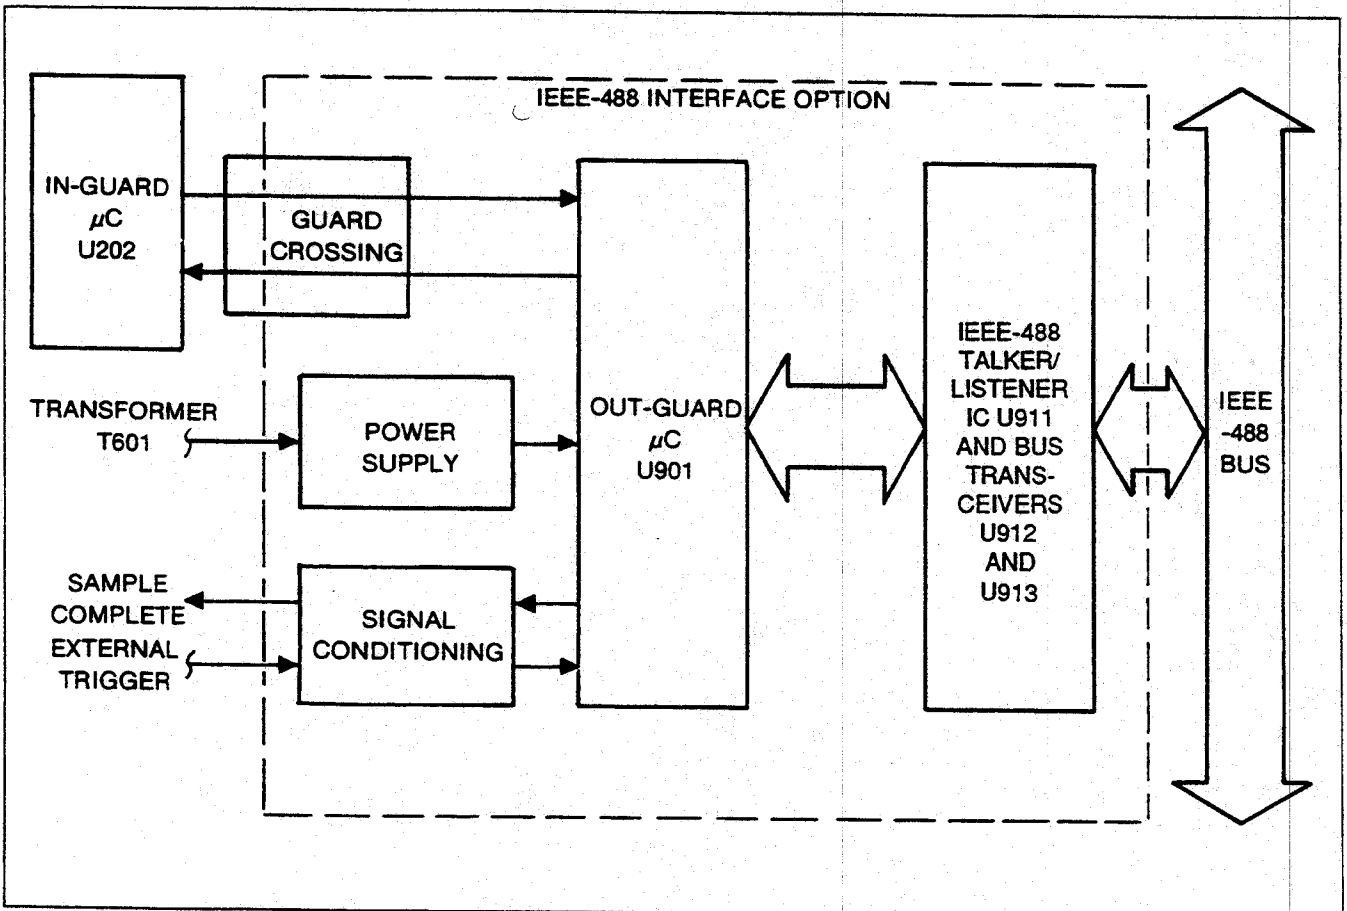 IEEE-488 INTERFACE OPTION
IN-GUARD
µC
U202
GUARD
CROSSING
TRANSFORMER
T601
POWER
SUPPLY
SAMPLE
COMPLETE
EXTERNAL
TRIGGER
SIGNAL
CONDITIONING
OUT-GUARD
µC
U901
IEEE-488
TALKER/
LISTENER
IC U911
AND BUS
TRANS-
CEIVERS
U912
AND
U913
IEEE
-488
BUS